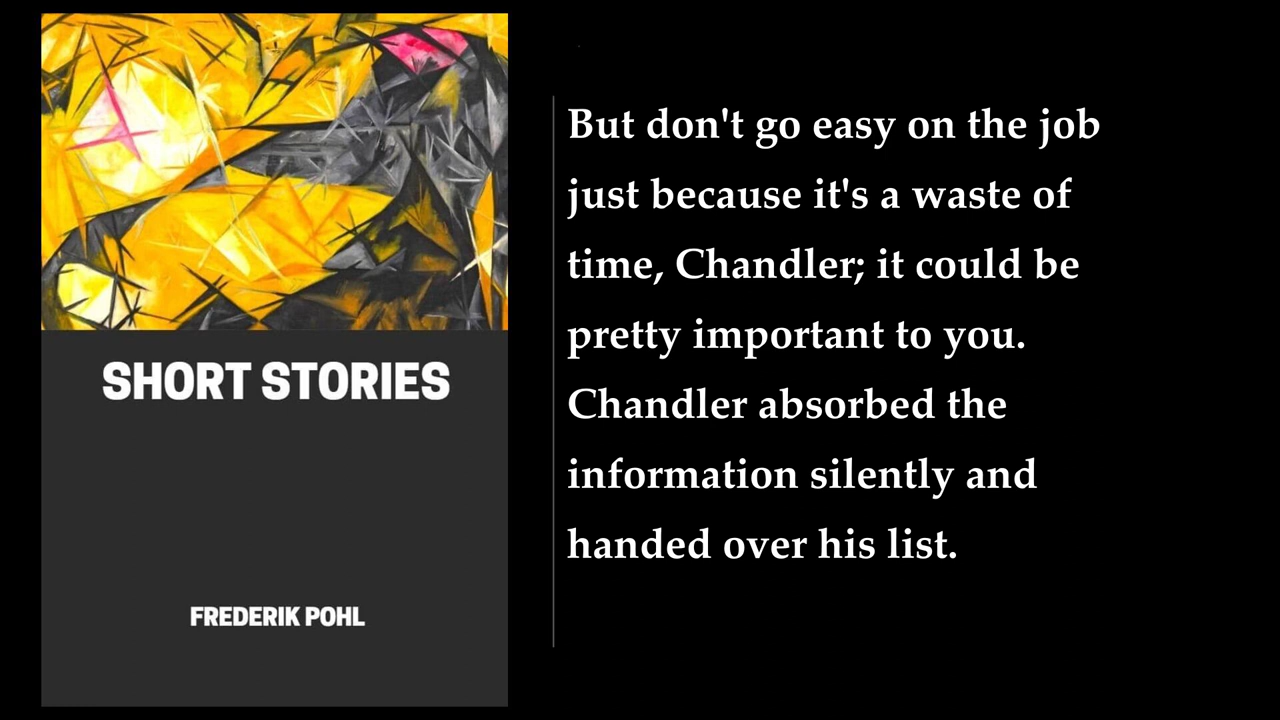 SHORT STORIES
FREDERIK POHL
But don't go easy on the job
just because it's a waste of
time, Chandler; it could be
pretty important to you.
Chandler absorbed the
information silently and
handed over his list.